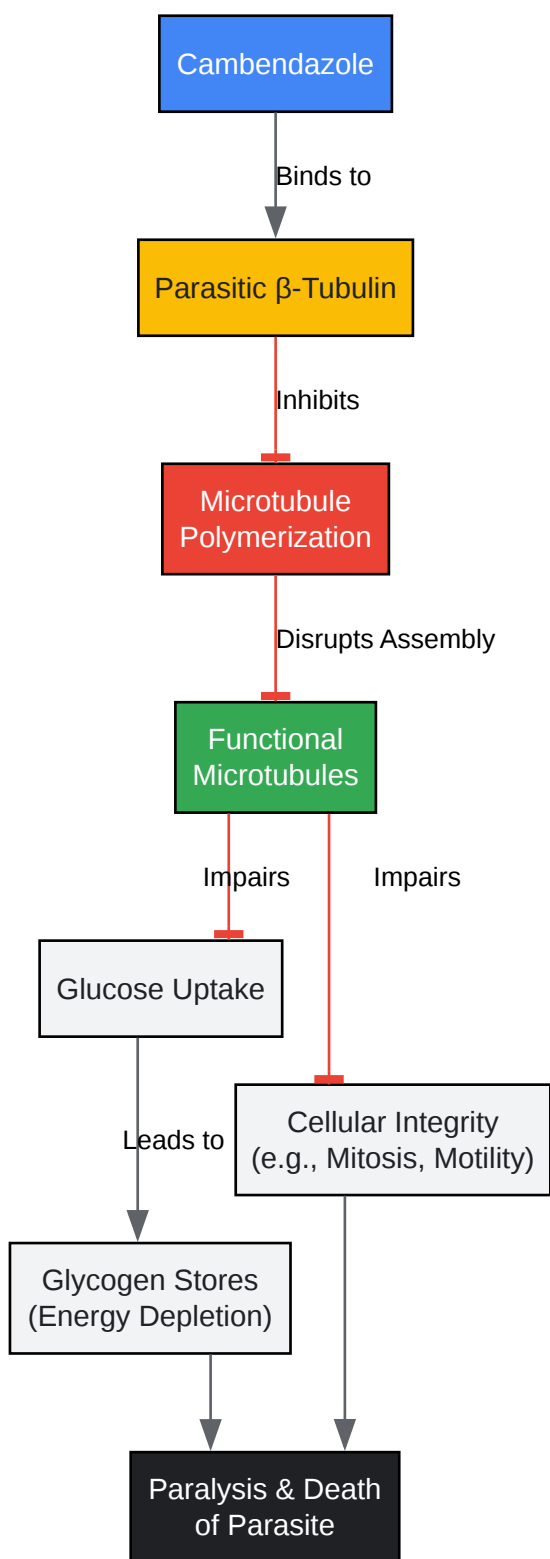 Cambendazole
Binds to
Parasitic β-Tubulin
Inhibits
Microtubule
Polymerization
Disrupts Assembly
Functional
Microtubules
Impairs
Impairs
Glucose Uptake
Cellular Integrity
(e.g., Mitosis, Motility)
Leads to
Glycogen Stores
(Energy Depletion)
Paralysis & Death
of Parasite